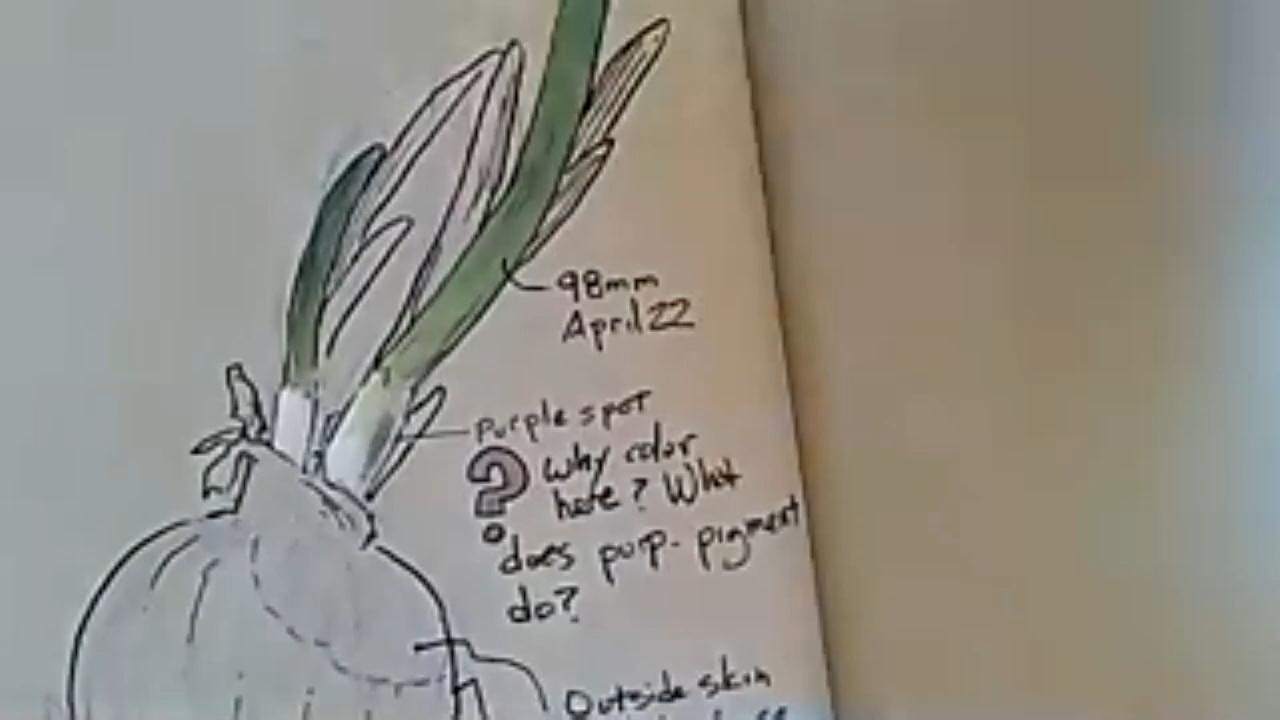 98mm
April 22
purple spot
? Why color
here? What
does purp. pigment
do?
Outside skin